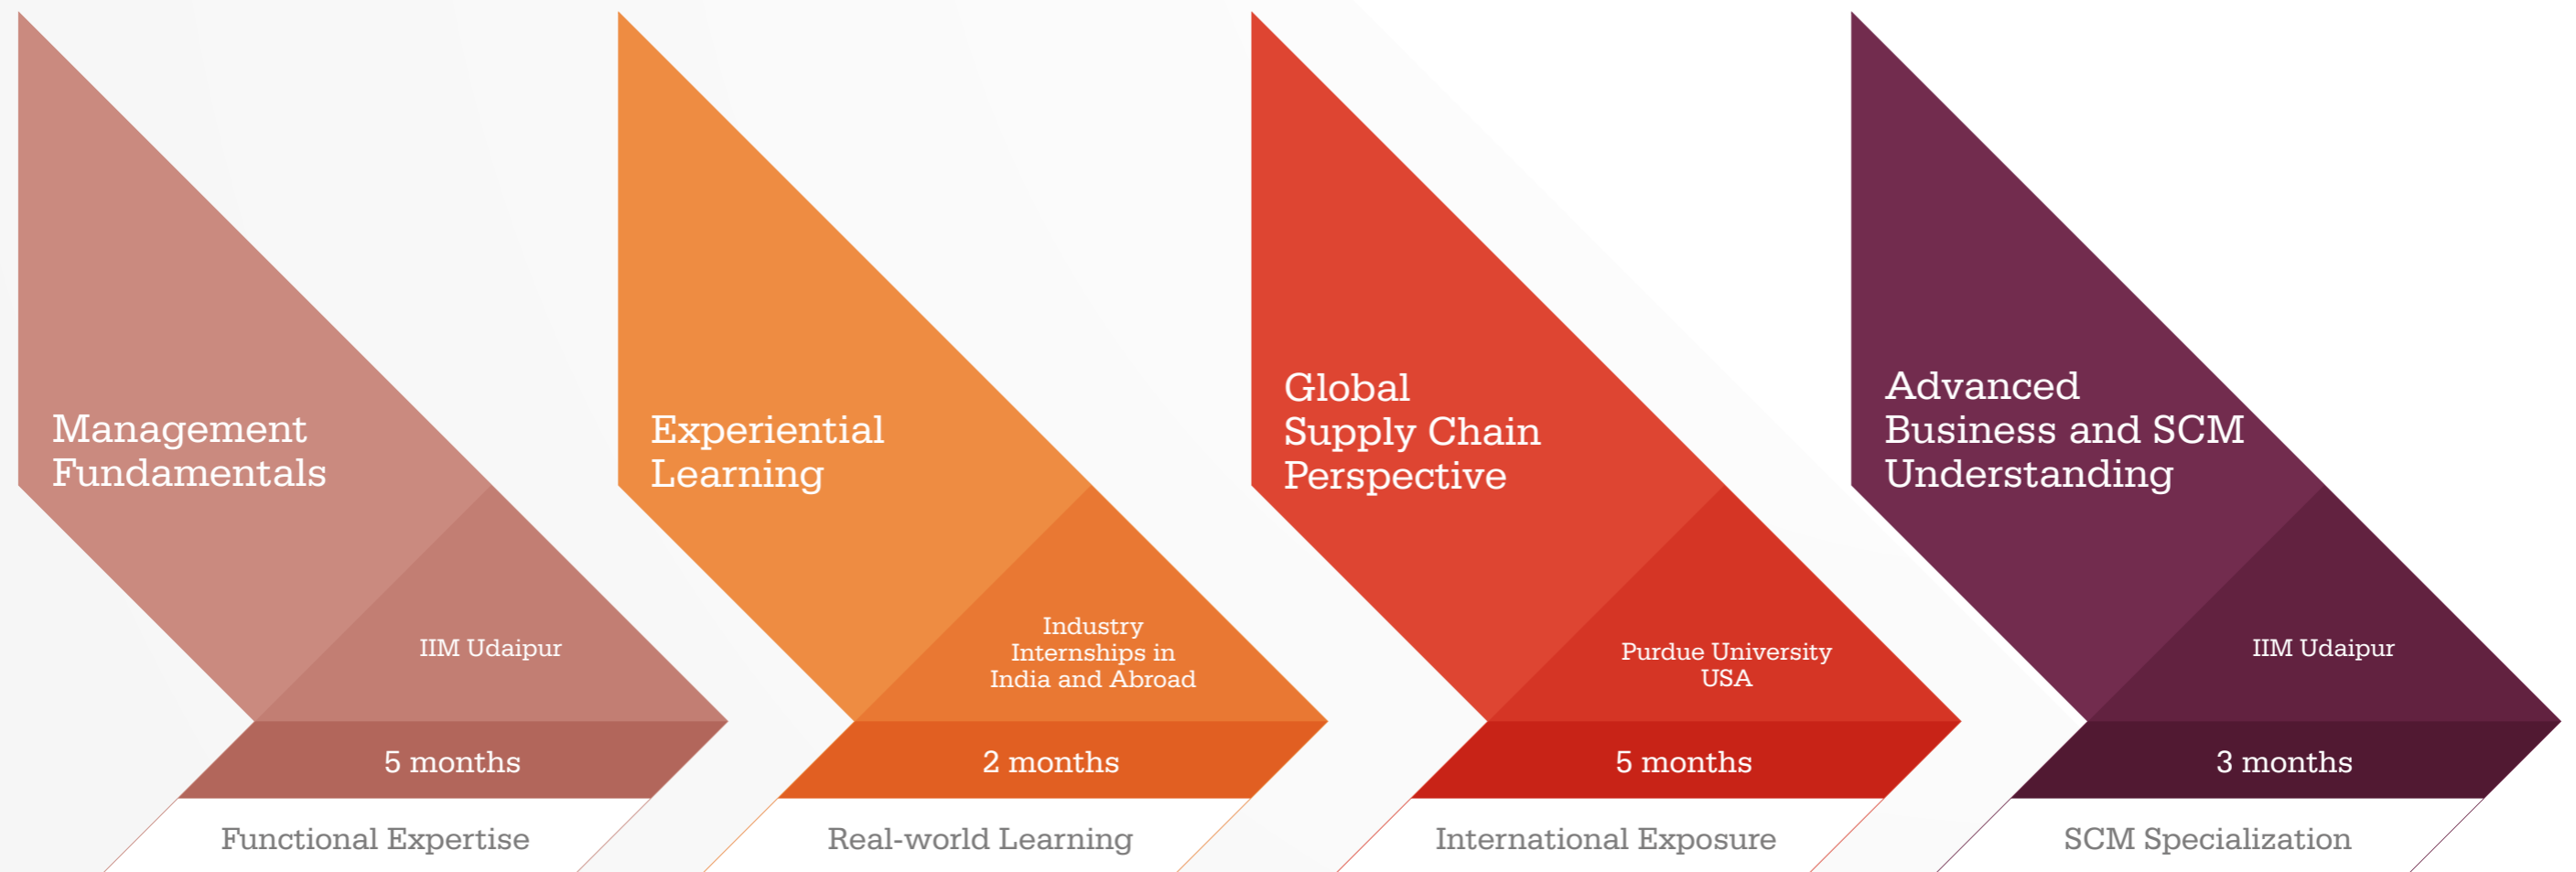 Management
Fundamentals
IIM Udaipur
5 months
Functional Expertise
Experiential
Learning
Industry
Internships in
India and Abroad
2 months
Real-world Learning
Global
Supply Chain
Perspective
Purdue University
USA
5 months
International Exposure
Advanced
Business and SCM
Understanding
IIM Udaipur
3 months
SCM Specialization